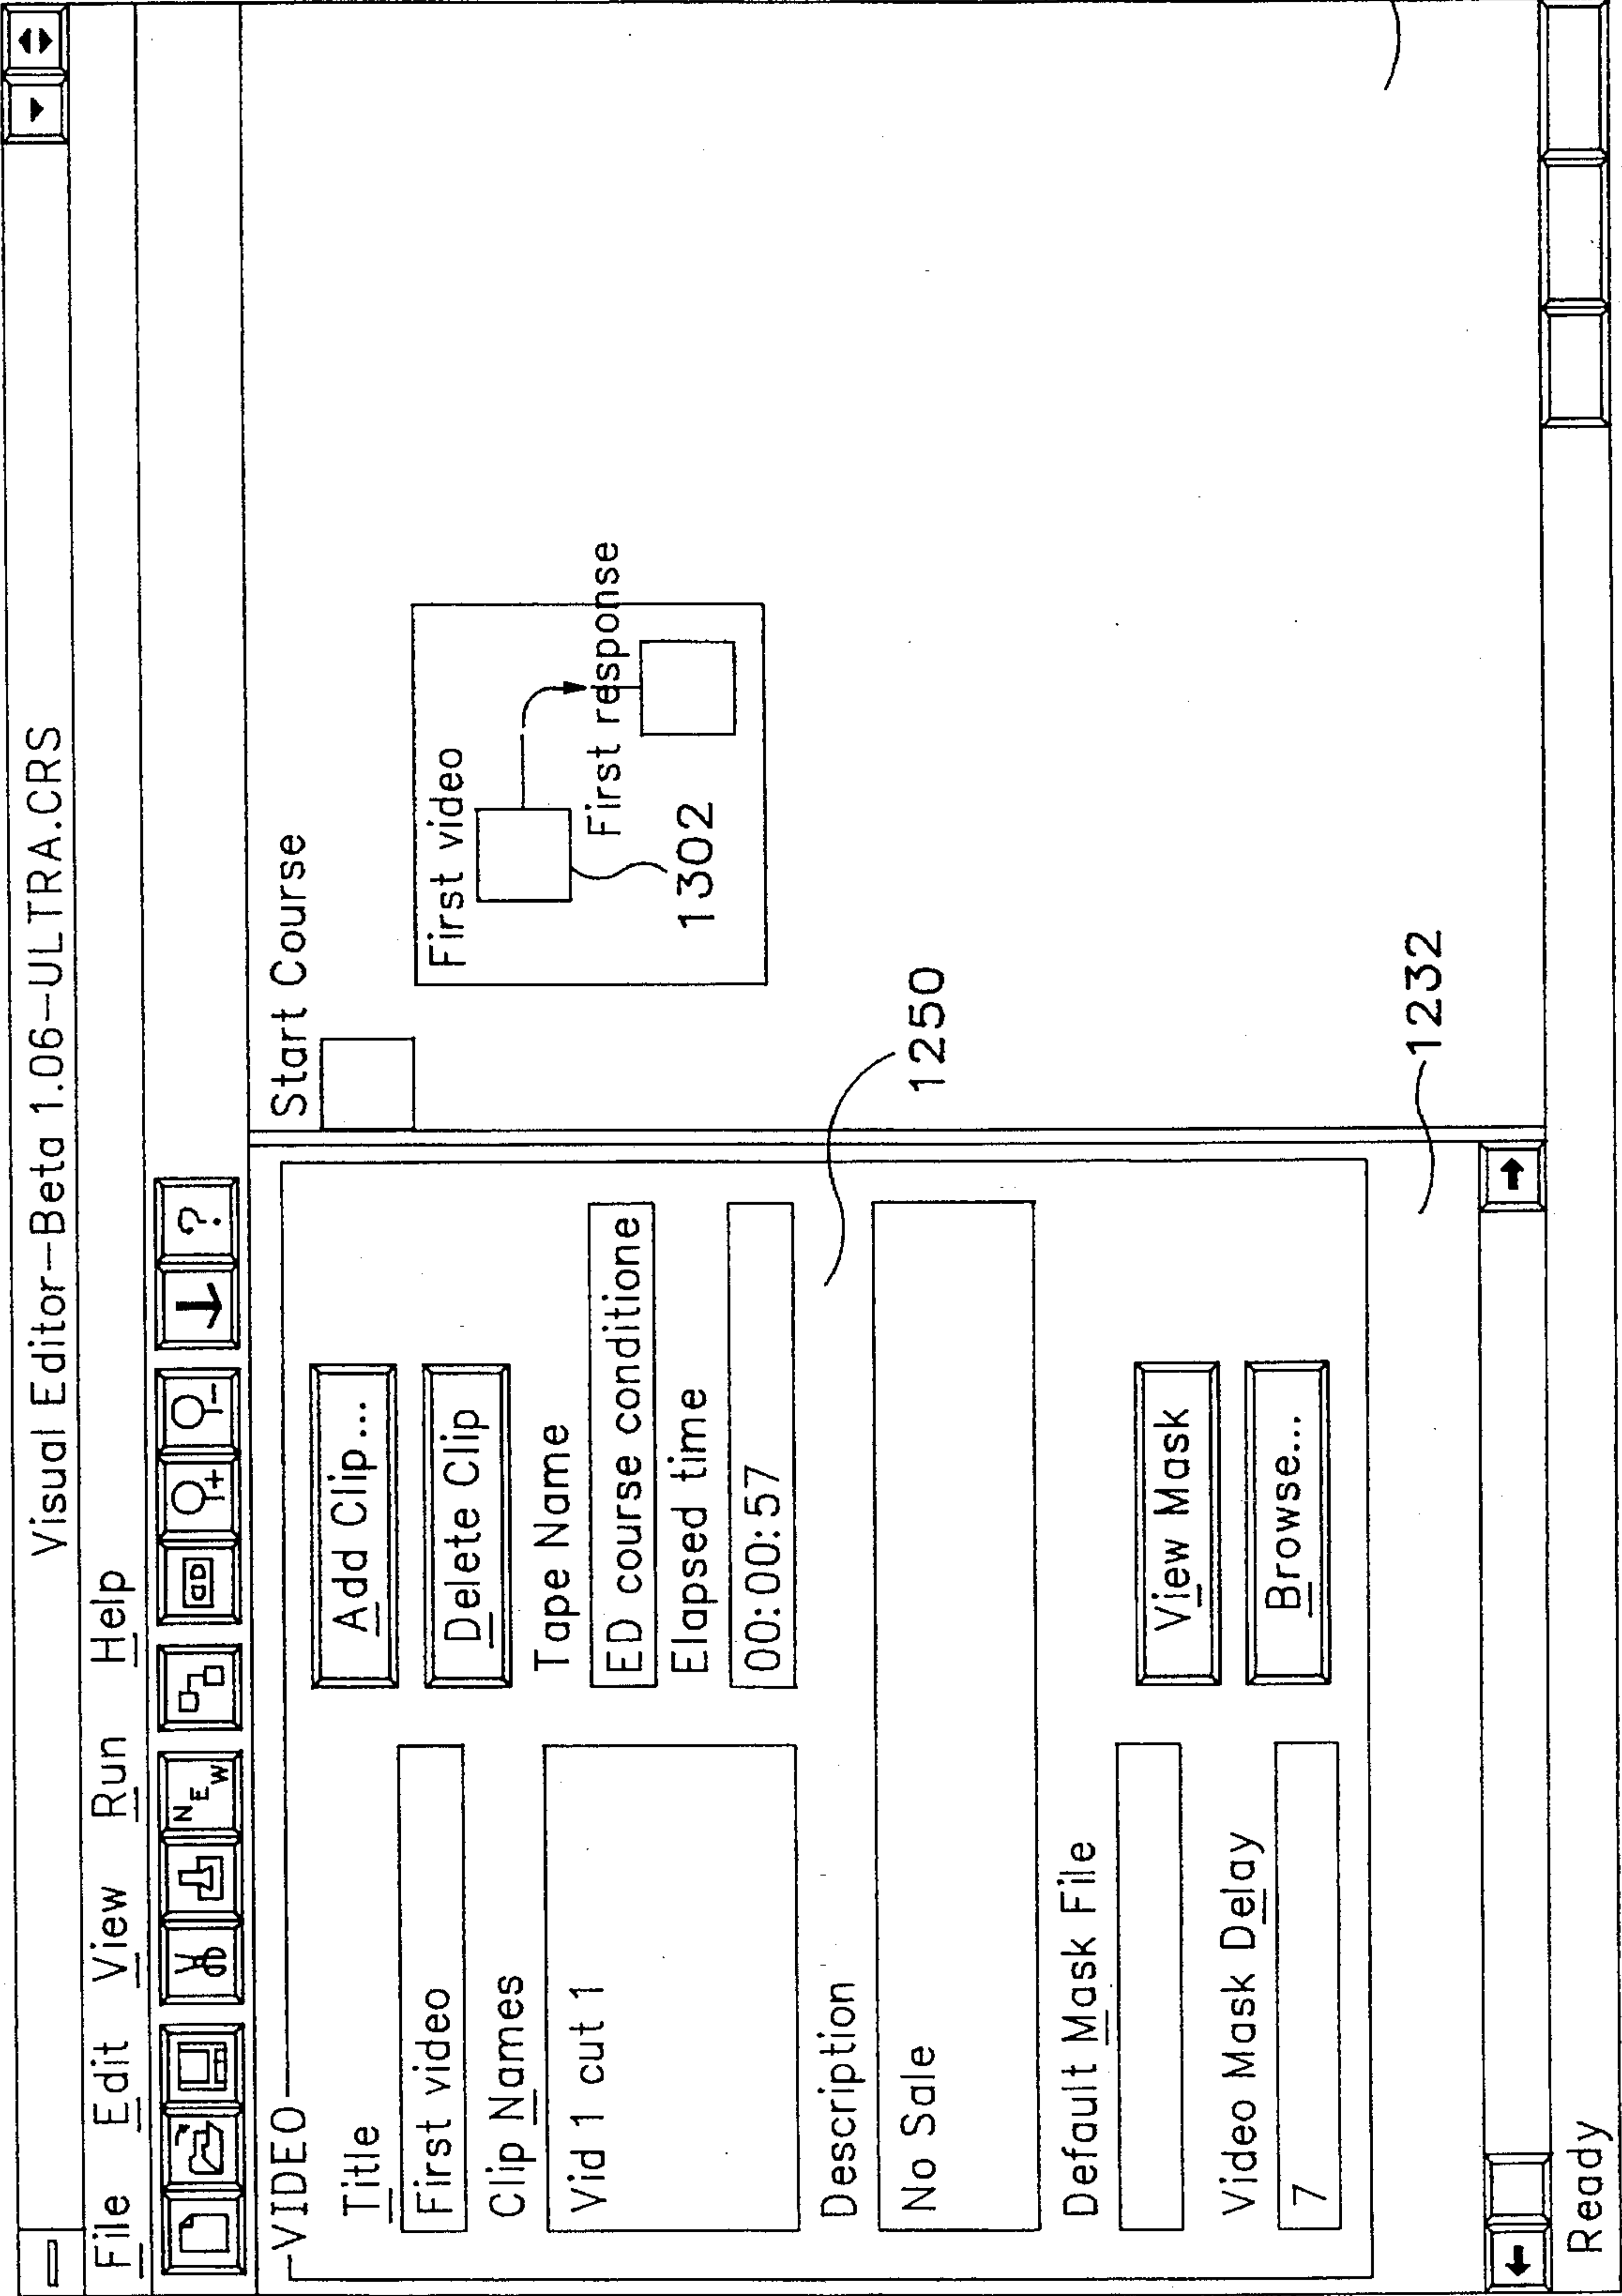 Visual Editor—Beta 1.06—ULTRA.CRS
File Edit View Run Help
N E W
?
VIDEO
Title
First video
Add Clip...
Delete Clip
Clip Names
Vid 1 cut 1
Tape Name
ED course conditione
Elapsed time
00:00:57
Description
No Sale
Default Mask File
View Mask
Video Mask Delay
7
Browse...
Start Course
First video
First response
1302
1250
1232
Ready